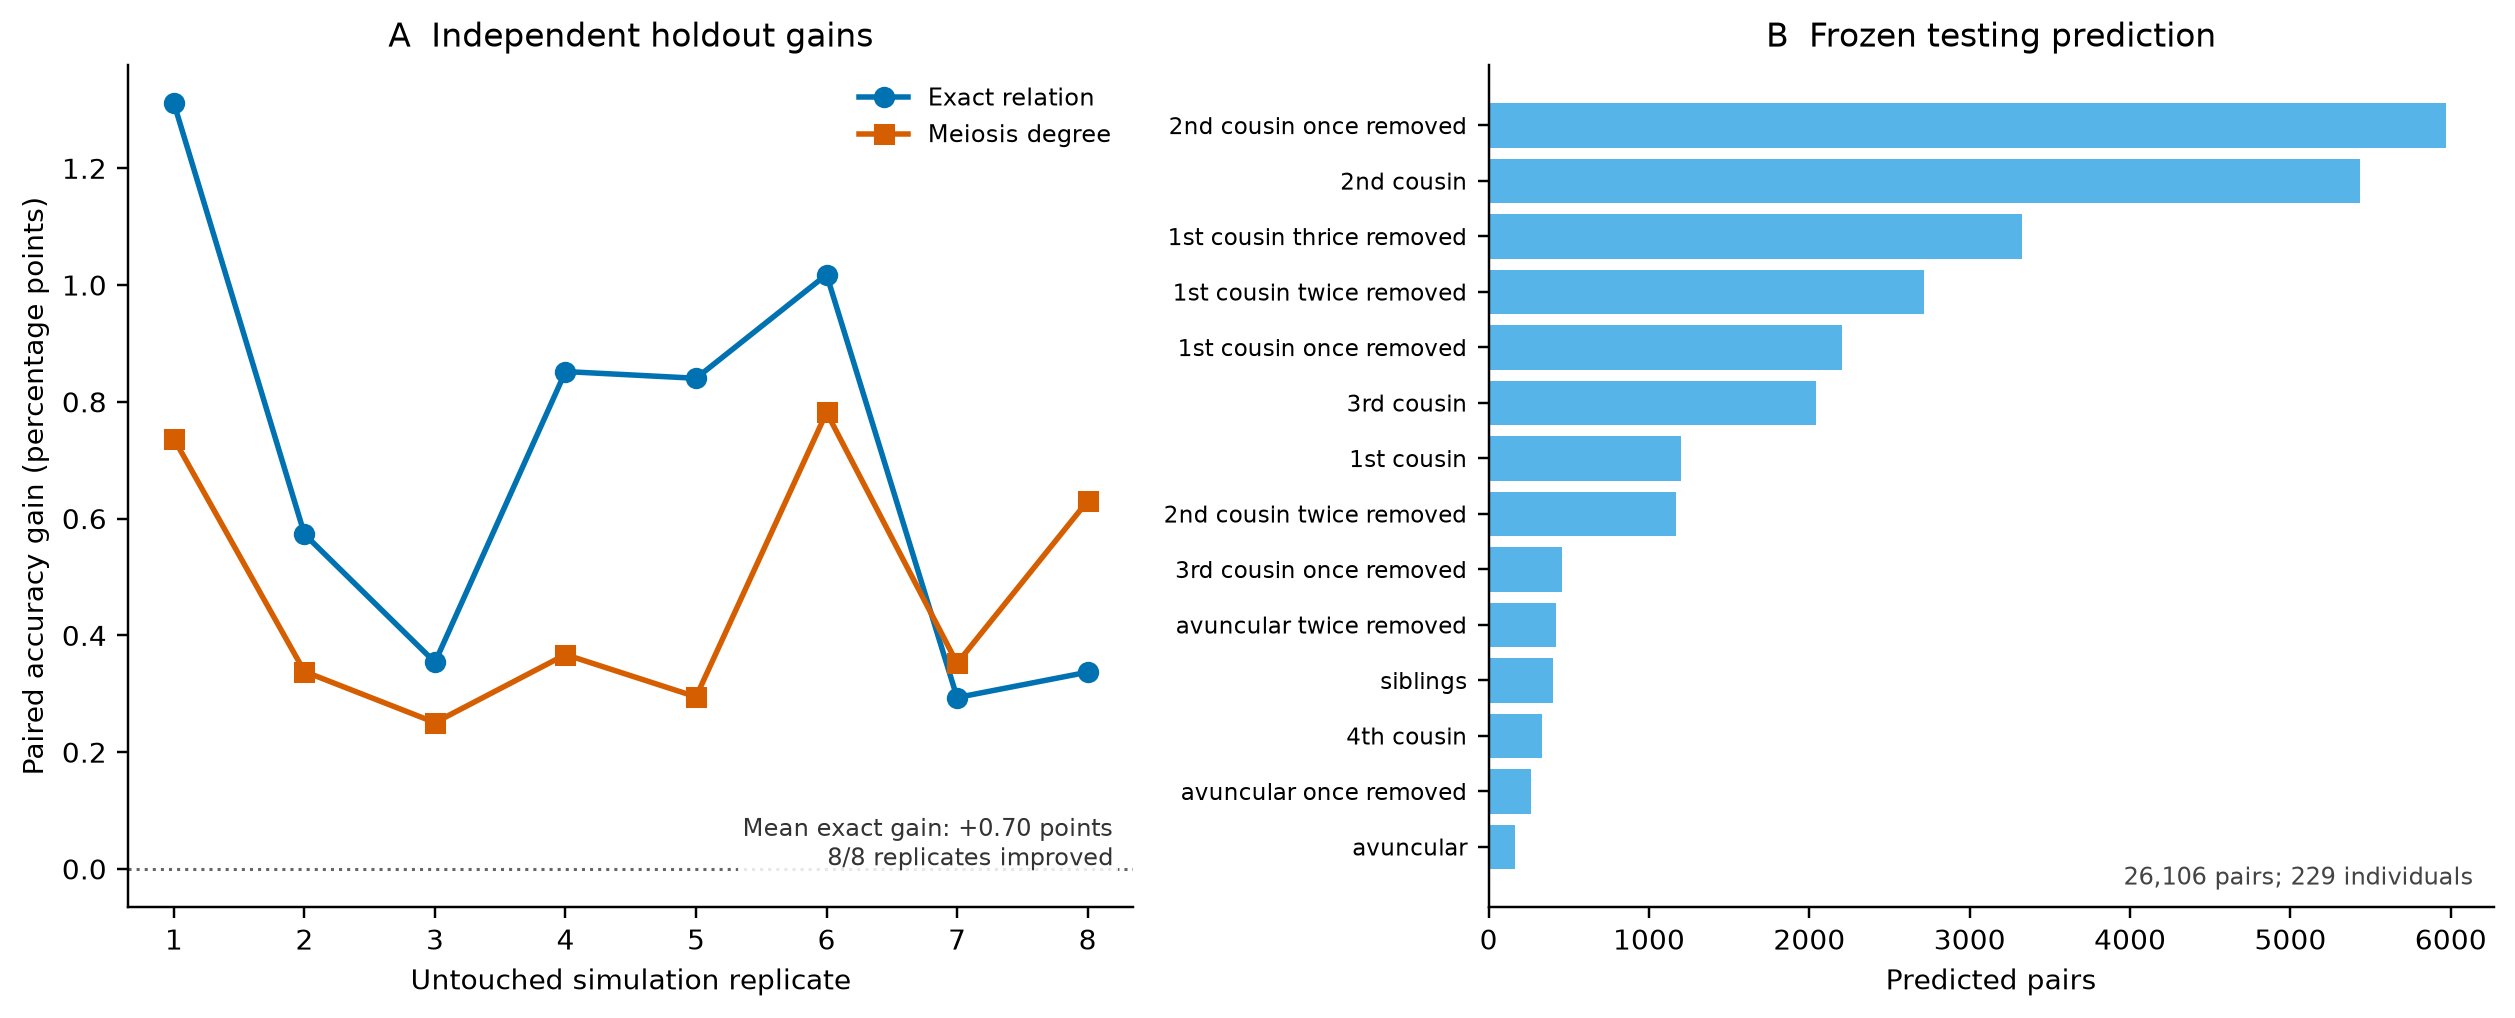 A  Independent holdout gains
Exact relation
Meiosis degree
Paired accuracy gain (percentage points)
1.2
1.0
0.8
0.6
0.4
0.2
0.0
Mean exact gain: +0.70 points
8/8 replicates improved
1 2 3 4 5 6 7 8
Untouched simulation replicate
B  Frozen testing prediction
2nd cousin once removed
2nd cousin
1st cousin thrice removed
1st cousin twice removed
1st cousin once removed
3rd cousin
1st cousin
2nd cousin twice removed
3rd cousin once removed
avuncular twice removed
siblings
4th cousin
avuncular once removed
avuncular
26,106 pairs; 229 individuals
0 1000 2000 3000 4000 5000 6000
Predicted pairs